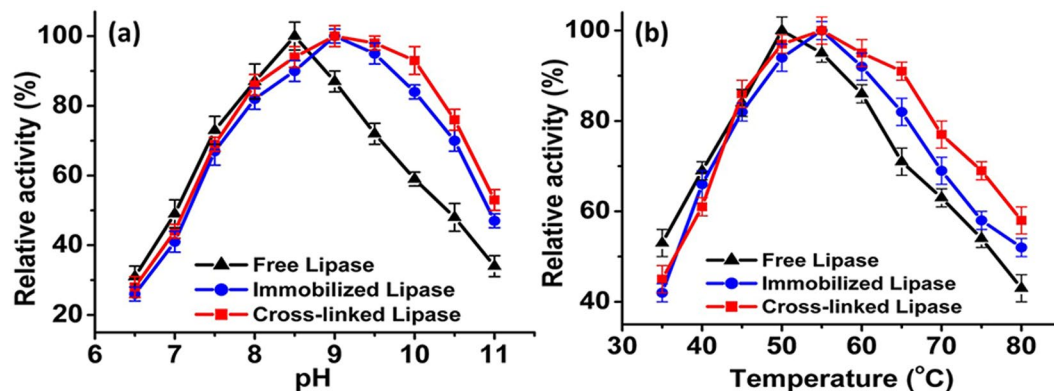 (a)
Relative activity (%)
100
80
60
40
20
Free Lipase
Immobilized Lipase
Cross-linked Lipase
6 7 8 9 10 11
pH
(b)
Relative activity (%)
100
80
60
40
Free Lipase
Immobilized Lipase
Cross-linked Lipase
30 40 50 60 70 80
Temperature (°C)